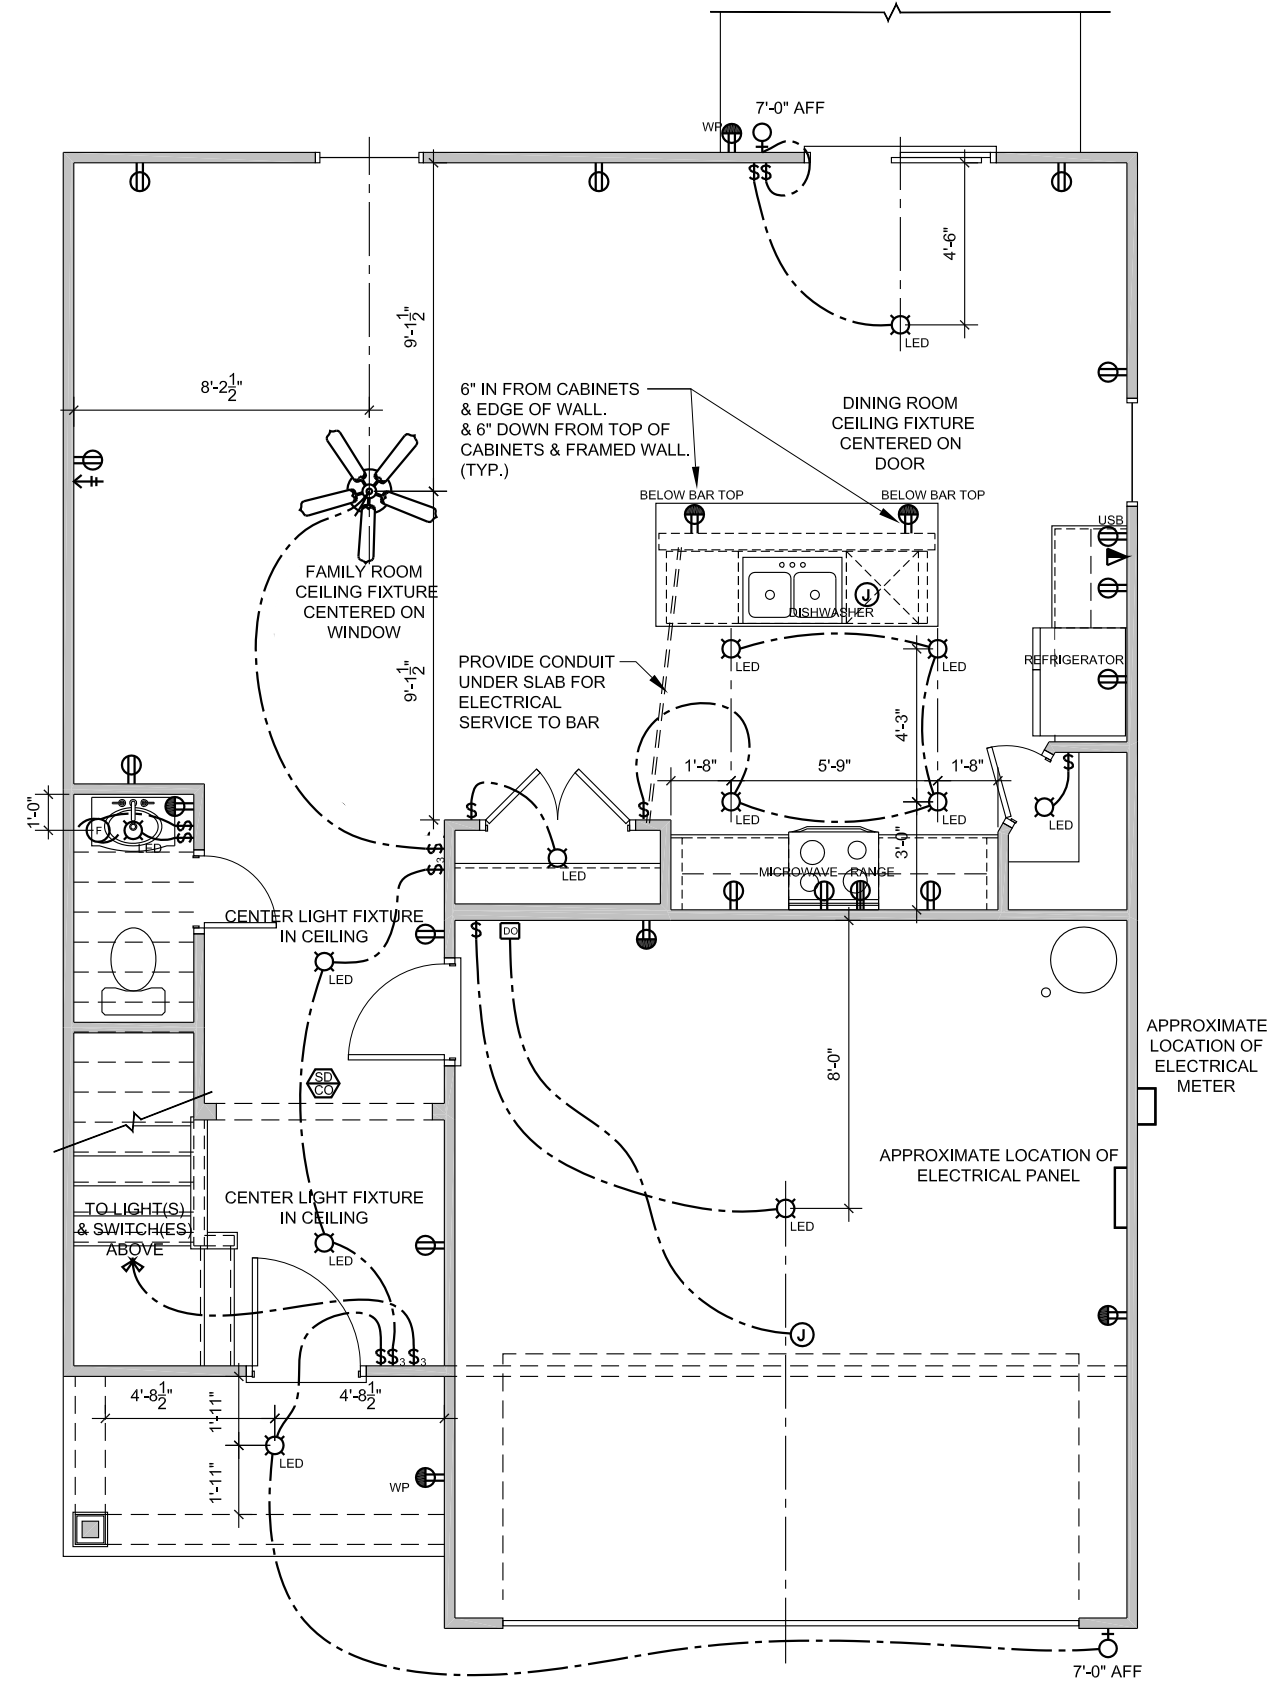 7'-0" AFF
WP
$$
4'-6"
9'-1 1/2"
LED
8'-2 1/2"
6" IN FROM CABINETS
& EDGE OF WALL.
& 6" DOWN FROM TOP OF
CABINETS & FRAMED WALL.
(TYP.)
DINING ROOM
CEILING FIXTURE
CENTERED ON
DOOR
BELOW BAR TOP
BELOW BAR TOP
USB
FAMILY ROOM
CEILING FIXTURE
CENTERED ON
WINDOW
J
DISHWASHER
PROVIDE CONDUIT
UNDER SLAB FOR
ELECTRICAL
SERVICE TO BAR
9'-1 1/2"
LED
LED
REFRIGERATOR
4'-3"
1'-8"
5'-9"
1'-8"
$
1'-0"
$
$
LED
LED
LED
F
LED
$$
$
$3
LED
3'-0"
MICROWAVE
RANGE
CENTER LIGHT FIXTURE
IN CEILING
$
DO
LED
8'-0"
APPROXIMATE
LOCATION OF
ELECTRICAL
METER
SD
CO
APPROXIMATE LOCATION OF
ELECTRICAL PANEL
CENTER LIGHT FIXTURE
IN CEILING
TO LIGHT(S)
& SWITCH(ES)
ABOVE
LED
LED
J
$$3 $3
4'-8 1/2"
4'-8 1/2"
1'-11"
LED
1'-11"
WP
7'-0" AFF